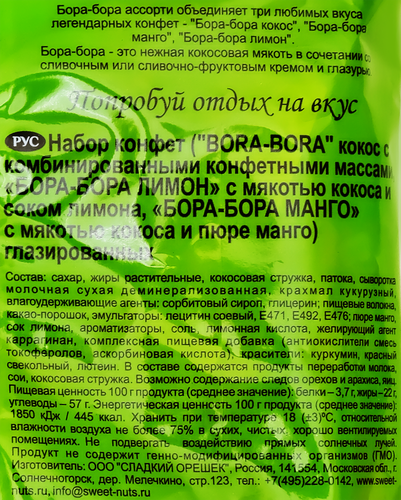 Бора-бора ассорти объединяет три любимых вкуса
легендарных конфет - "Бора-бора кокос", "Бора-бора
манго", "Бора-бора лимон".
Бора-бора - это нежная кокосовая мякоть в сочетании со
сливочным или сливочно-фруктовым кремом и глазурью
Попробуй отдых на вкус
РУС Набор конфет ("BORA-BORA" кокос с
комбинированными конфетными массами
«БОРА-БОРА ЛИМОН» с мякотью кокоса и
соком лимона, «БОРА-БОРА МАНГО»
с мякотью кокоса и пюре манго)
глазированных
Состав: сахар, жиры растительные, кокосовая стружка, патока, сыворотка
молочная сухая деминерализованная, крахмал кукурузный,
влагоудерживающие агенты: сорбитовый сироп, глицерин; пищевые волокна,
какао-порошок, эмульгаторы: лецитин соевый, Е471, Е492, Е476; пюре манго,
сок лимона, ароматизаторы, соль, лимонная кислота, желирующий агент
каррагинан, комплексная пищевая добавка (антиокислители смесь
токоферолов, аскорбиновая кислота), красители: куркумин, красный
свекольный, лютеин. В составе содержатся продукты переработки молока,
сои, кокосовая стружка. Возможно содержание следов орехов и арахиса, яиц.
Пищевая ценность 100 г продукта (среднее значение): белки – 3,7 г, жиры – 22 г,
углеводы – 57 г. Энергетическая ценность 100 г продукта (среднее значение):
1850 кДж / 445 ккал. Хранить при температуре 18 (±3)°С, относительной
влажности воздуха не более 75% в сухих, чистых, хорошо вентилируемых
помещениях. Не подвергать воздействию прямых солнечных лучей.
Продукт не содержит генно-модифицированных организмов (ГМО).
Изготовитель: ООО "СЛАДКИЙ ОРЕШЕК", Россия, 141554, Московская обл., г.
Солнечногорск, дер. Мелечкино, стр.123, тел.: +7(495)228-0142, www.sweet-
nuts.ru, info@sweet-nuts.ru